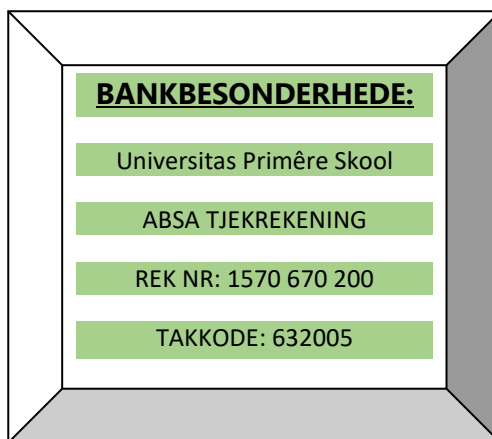 BANKBESONDERHEDE:
Universitas Primêre Skool
ABSA TJEKREKENING
REK NR: 1570 670 200
TAKKODE: 632005